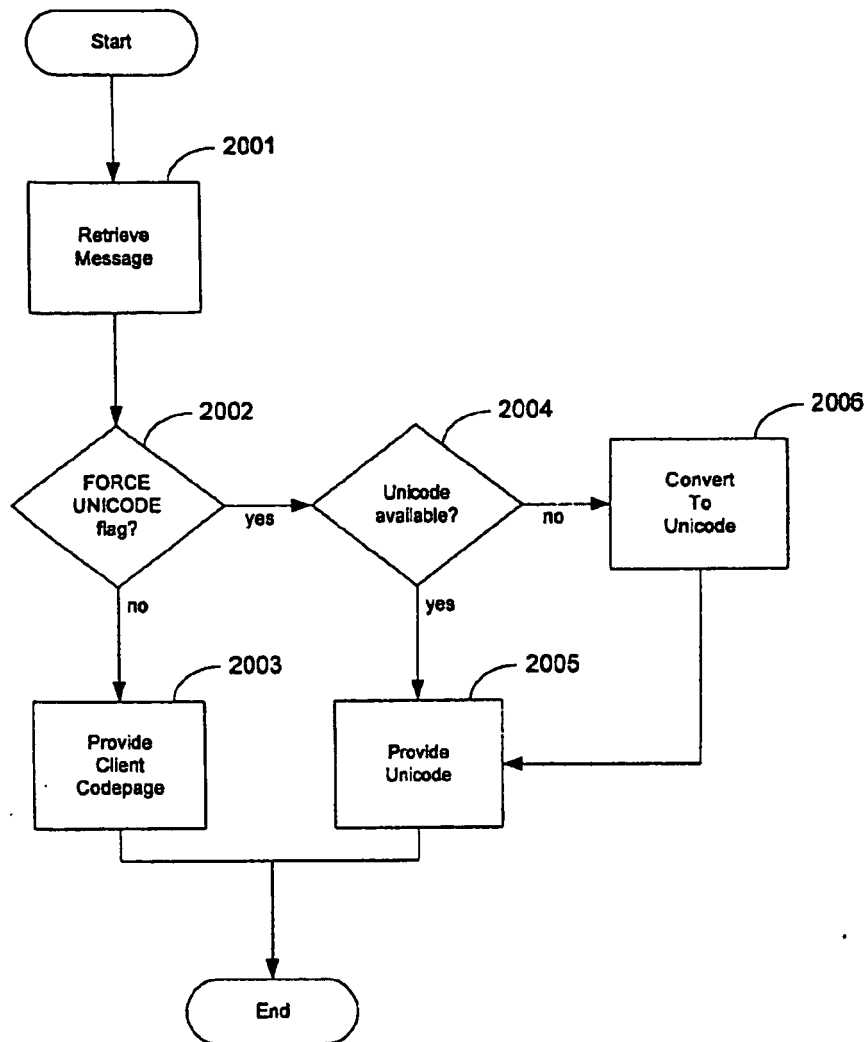 Start
2001
Retrieve
Message
2002
FORCE
UNICODE
flag?
yes
no
2004
Unicode
available?
no
yes
2006
Convert
To
Unicode
2003
Provide
Client
Codepage
2005
Provide
Unicode
End